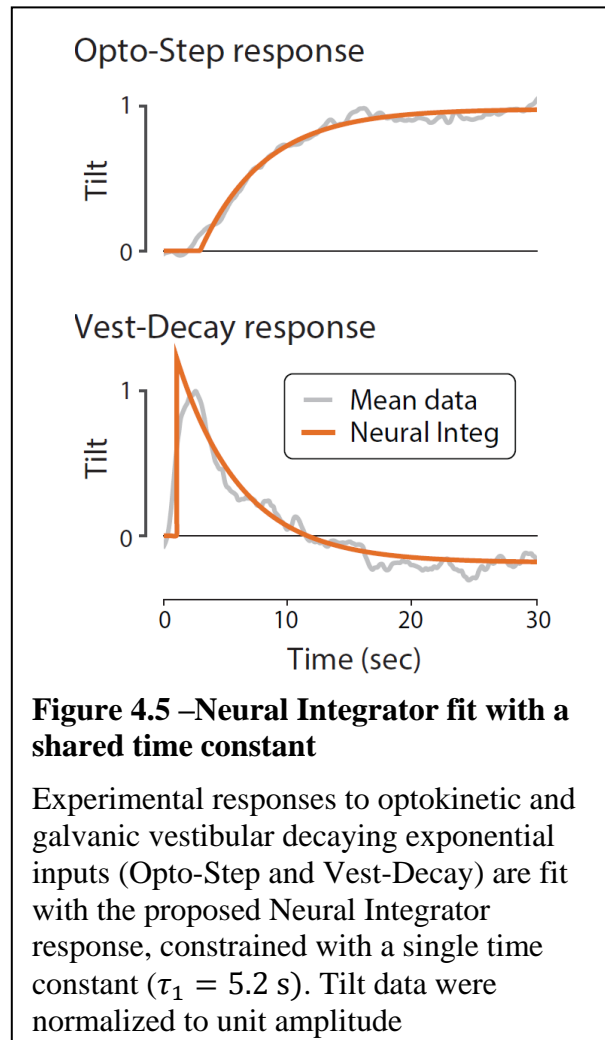 Opto-Step response
1
Tilt
0
Vest-Decay response
1
Tilt
0
Mean data
Neural Integ
0 10 20 30
Time (sec)
Figure 4.5 –Neural Integrator fit with a
shared time constant
Experimental responses to optokinetic and
galvanic vestibular decaying exponential
inputs (Opto-Step and Vest-Decay) are fit
with the proposed Neural Integrator
response, constrained with a single time
constant (𝜏₁ = 5.2 s). Tilt data were
normalized to unit amplitude